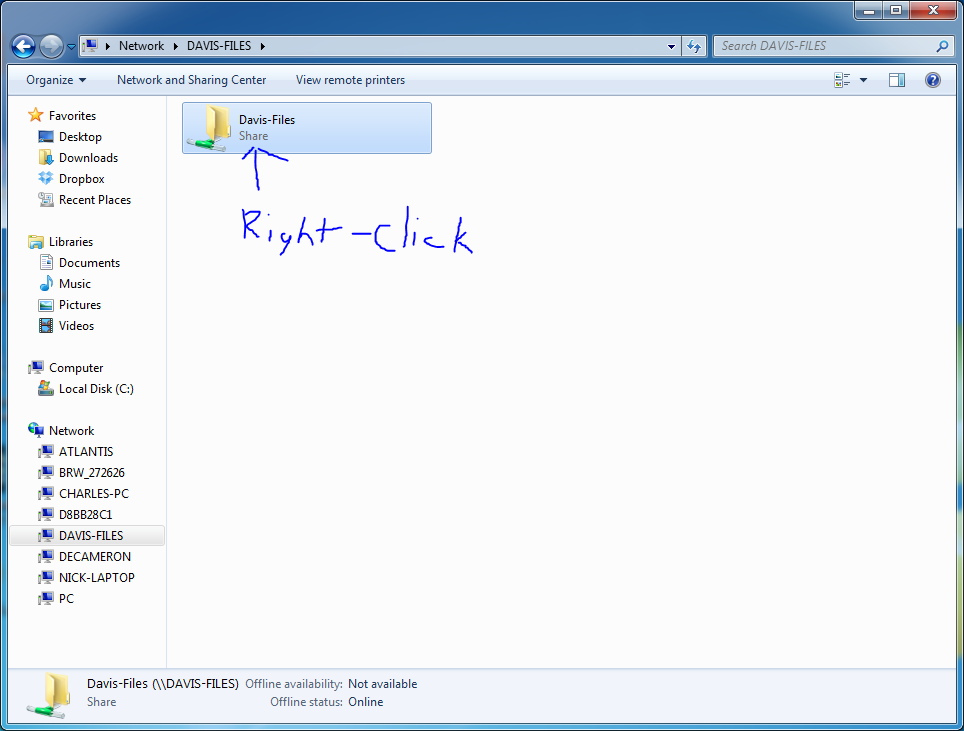 Network DAVIS-FILES
Search DAVIS-FILES
Organize Network and Sharing Center View remote printers
Favorites
Desktop
Downloads
Dropbox
Recent Places
Libraries
Documents
Music
Pictures
Videos
Computer
Local Disk (C:)
Network
ATLANTIS
BRW_272626
CHARLES-PC
D8BB28C1
DAVIS-FILES
DECAMERON
NICK-LAPTOP
PC
Davis-Files
Share
Right-Click
Davis-Files (\\DAVIS-FILES) Offline availability: Not available
Share Offline status: Online